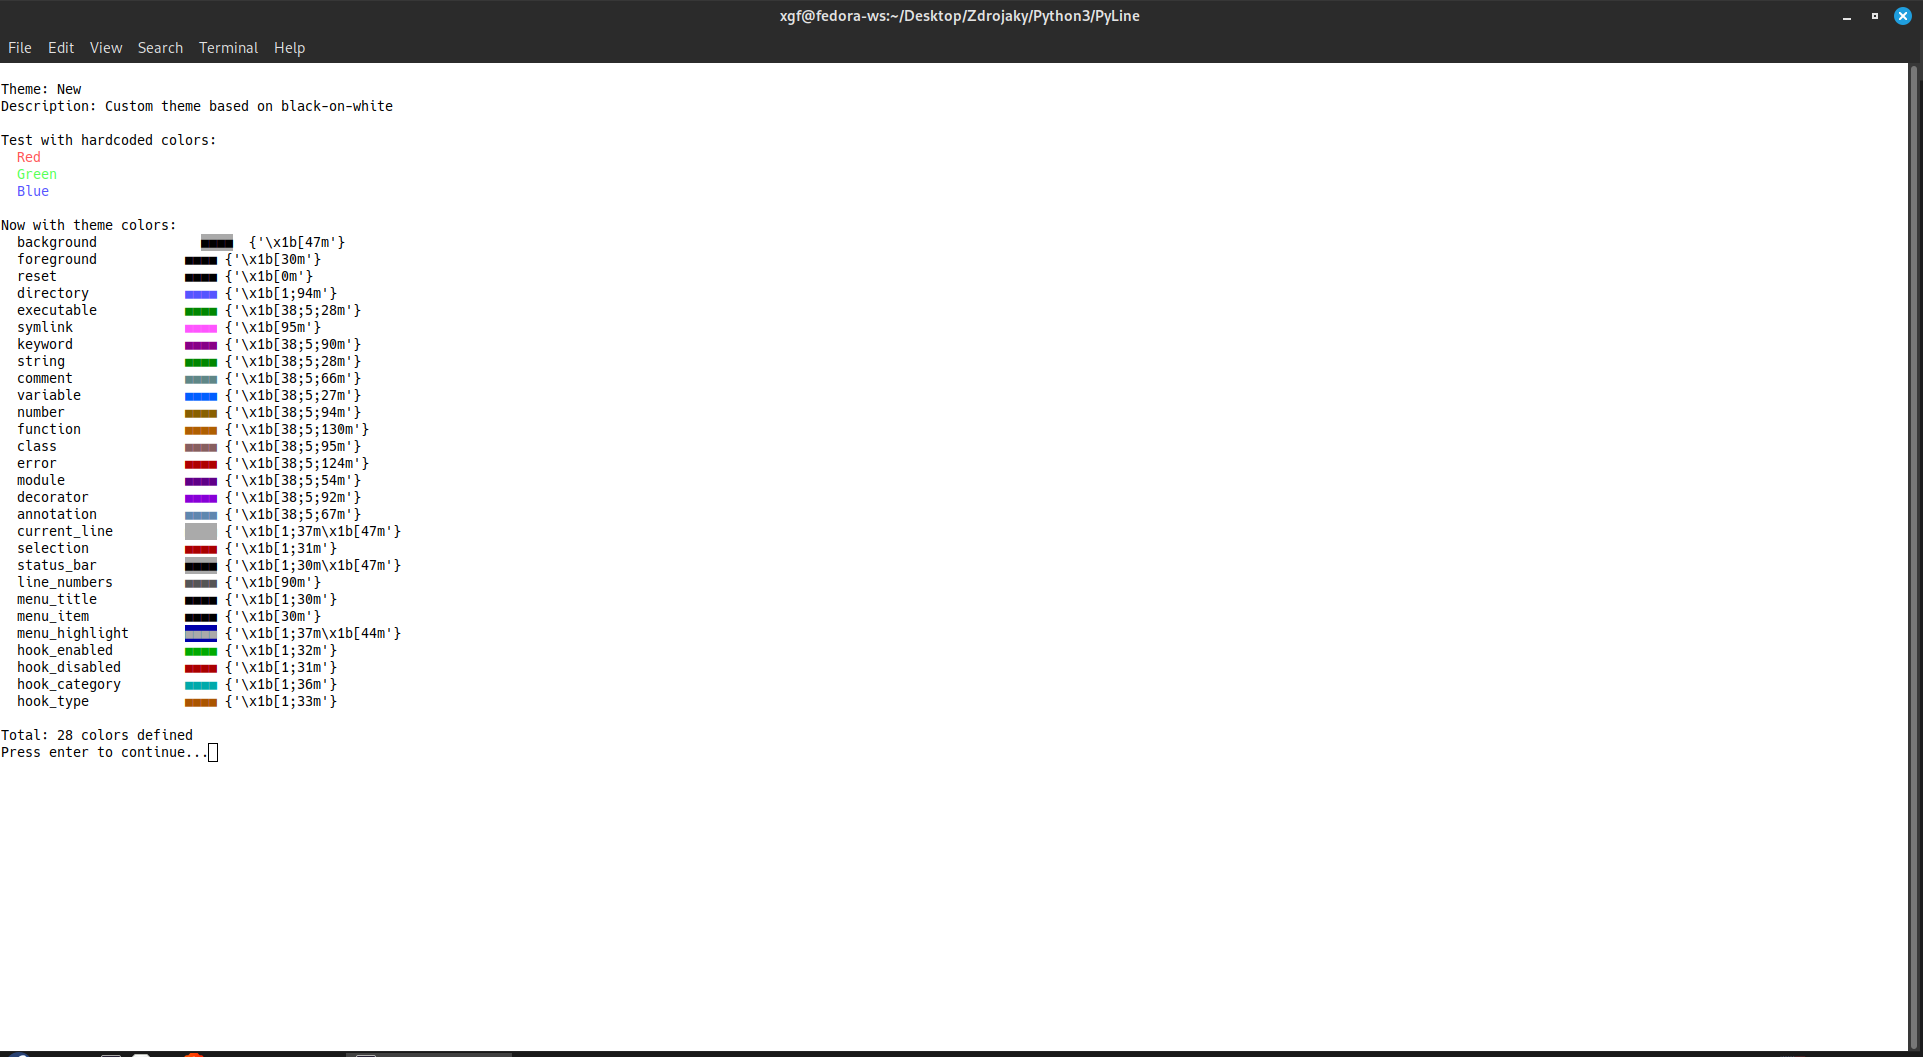 xgf@fedora-ws:~/Desktop/Zdrojaky/Python3/PyLine
File Edit View Search Terminal Help
Theme: New
Description: Custom theme based on black-on-white
Test with hardcoded colors:
Red
Green
Blue
Now with theme colors:
background ■■■■ {'\x1b[47m'}
foreground ■■■■ {'\x1b[30m'}
reset ■■■■ {'\x1b[0m'}
directory ■■■■ {'\x1b[1;94m'}
executable ■■■■ {'\x1b[38;5;28m'}
symlink ■■■■ {'\x1b[95m'}
keyword ■■■■ {'\x1b[38;5;90m'}
string ■■■■ {'\x1b[38;5;28m'}
comment ■■■■ {'\x1b[38;5;66m'}
variable ■■■■ {'\x1b[38;5;27m'}
number ■■■■ {'\x1b[38;5;94m'}
function ■■■■ {'\x1b[38;5;130m'}
class ■■■■ {'\x1b[38;5;95m'}
error ■■■■ {'\x1b[38;5;124m'}
module ■■■■ {'\x1b[38;5;54m'}
decorator ■■■■ {'\x1b[38;5;92m'}
annotation ■■■■ {'\x1b[38;5;67m'}
current_line {'\x1b[1;37m\x1b[47m'}
selection ■■■■ {'\x1b[1;31m'}
status_bar ■■■■ {'\x1b[1;30m\x1b[47m'}
line_numbers ■■■■ {'\x1b[90m'}
menu_title ■■■■ {'\x1b[1;30m'}
menu_item ■■■■ {'\x1b[30m'}
menu_highlight ■■■■ {'\x1b[1;37m\x1b[44m'}
hook_enabled ■■■■ {'\x1b[1;32m'}
hook_disabled ■■■■ {'\x1b[1;31m'}
hook_category ■■■■ {'\x1b[1;36m'}
hook_type ■■■■ {'\x1b[1;33m'}
Total: 28 colors defined
Press enter to continue...